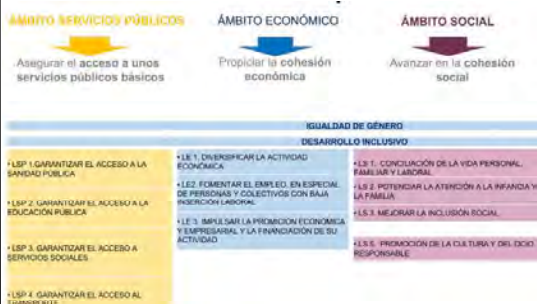 ÁMBITO SERVICIOS PÚBLICOS
Asegurar el acceso a unos
servicios públicos básicos
ÁMBITO ECONÓMICO
Propiciar la cohesión
económica
ÁMBITO SOCIAL
Avanzar en la cohesión
social
IGUALDAD DE GÉNERO
DESARROLLO INCLUSIVO
• LSP 1.GARANTIZAR EL ACCESO A LA
SANIDAD PÚBLICA
• LSP 2. GARANTIZAR EL ACCESO A LA
EDUCACIÓN PÚBLICA
• LSP 3. GARANTIZAR EL ACCESO A
SERVICIOS SOCIALES
• LSP 4. GARANTIZAR EL ACCESO AL
TRANSPORTE
• LE 1. DIVERSIFICAR LA ACTIVIDAD
ECONÓMICA
• LE2. FOMENTAR EL EMPLEO, EN ESPECIAL
DE PERSONAS Y COLECTIVOS CON BAJA
INSERCIÓN LABORAL
• LE 3. IMPULSAR LA PROMICION ECONÓMICA
Y EMPRESARIAL Y LA FINANCIACIÓN DE SU
ACTIVIDAD
• LS 1. CONCILIACIÓN DE LA VIDA PERSONAL,
FAMILIAR Y LABORAL
• LS 2. POTENCIAR LA ATENCIÓN A LA INFANCIA Y
LA FAMILIA
• LS 3. MEJORAR LA INCLUSIÓN SOCIAL
• LS 5. PROMOCIÓN DE LA CULTURA Y DEL OCIO
RESPONSABLE